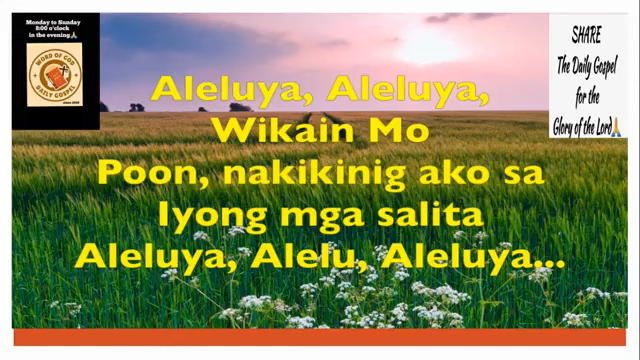 Monday to Sunday
8:00 o'clock
in the evening🙏
WORD OF GOD
DAILY GOSPEL
since 2020
SHARE
The Daily Gospel
for the
Glory of the Lord🙏
Aleluya, Aleluya,
Wikain Mo
Poon, nakikinig ako sa
Iyong mga salita
Aleluya, Alelu, Aleluya...